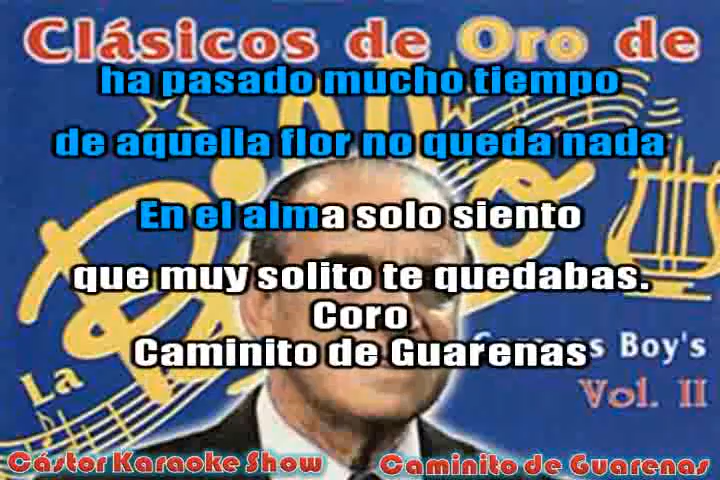 Clásicos de Oro de
ha pasado mucho tiempo
de aquella flor no queda nada
En el alma solo siento
que muy solito te quedabas.
Coro
Caminito de Guarenas
Boy's
La
Vol. II
Cástor Karaoke Show
Caminito de Guarenas